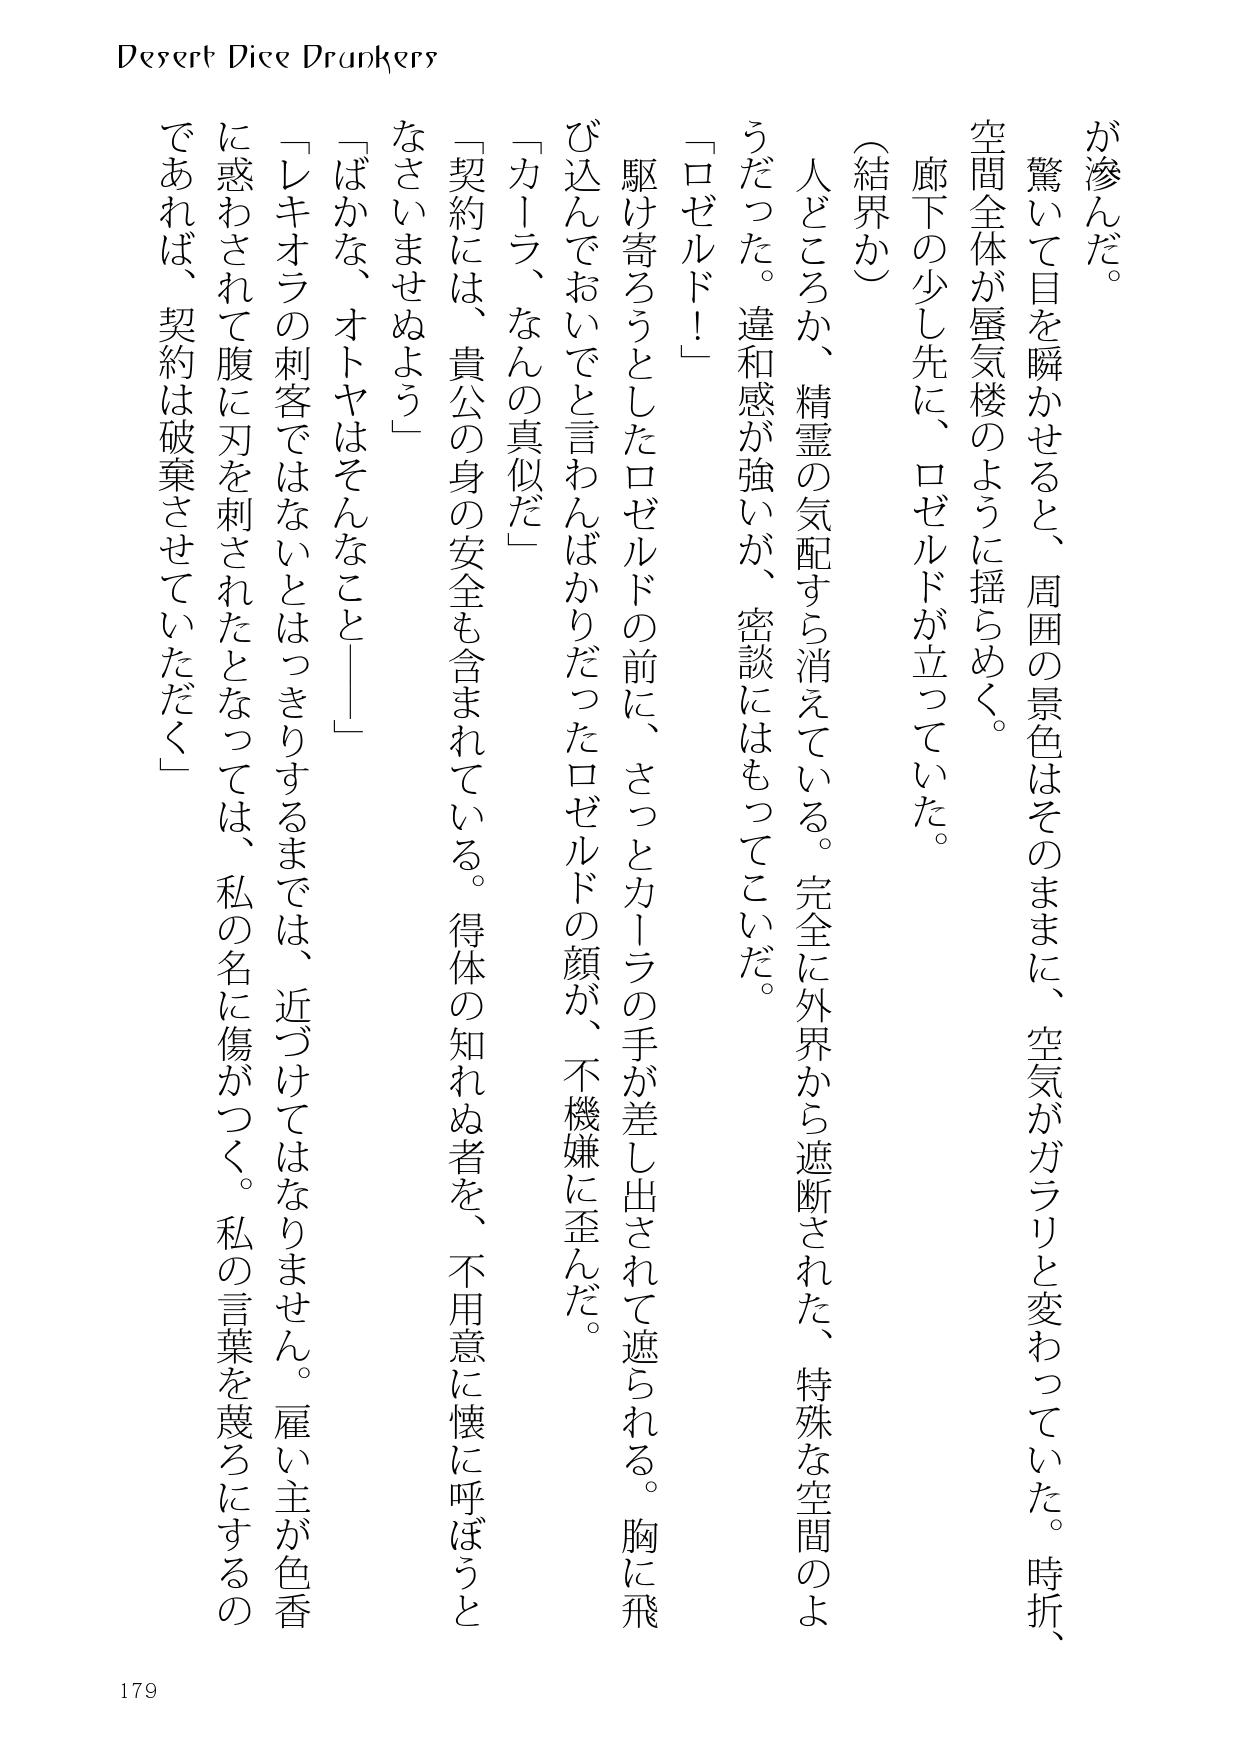 Desert Dice Drunkers
が滲んだ。
　驚いて目を瞬かせると、周囲の景色はそのままに、空気がガラリと変わっていた。時折、
空間全体が蜃気楼のように揺らめく。
　廊下の少し先に、ロゼルドが立っていた。
（結界か）
　人どころか、精霊の気配すら消えている。完全に外界から遮断された、特殊な空間のよ
うだった。違和感が強いが、密談にはもってこいだ。
「ロゼルド！」
　駆け寄ろうとしたロゼルドの前に、さっとカーラの手が差し出されて遮られる。胸に飛
び込んでおいでと言わんばかりだったロゼルドの顔が、不機嫌に歪んだ。
「カーラ、なんの真似だ」
「契約には、貴公の身の安全も含まれている。得体の知れぬ者を、不用意に懐に呼ぼうと
なさいませぬよう」
「ばかな、オトヤはそんなこと――」
「レキオラの刺客ではないとはっきりするまでは、近づけてはなりません。雇い主が色香
に惑わされて腹に刃を刺されたとなっては、私の名に傷がつく。私の言葉を蔑ろにするの
であれば、契約は破棄させていただく」
179